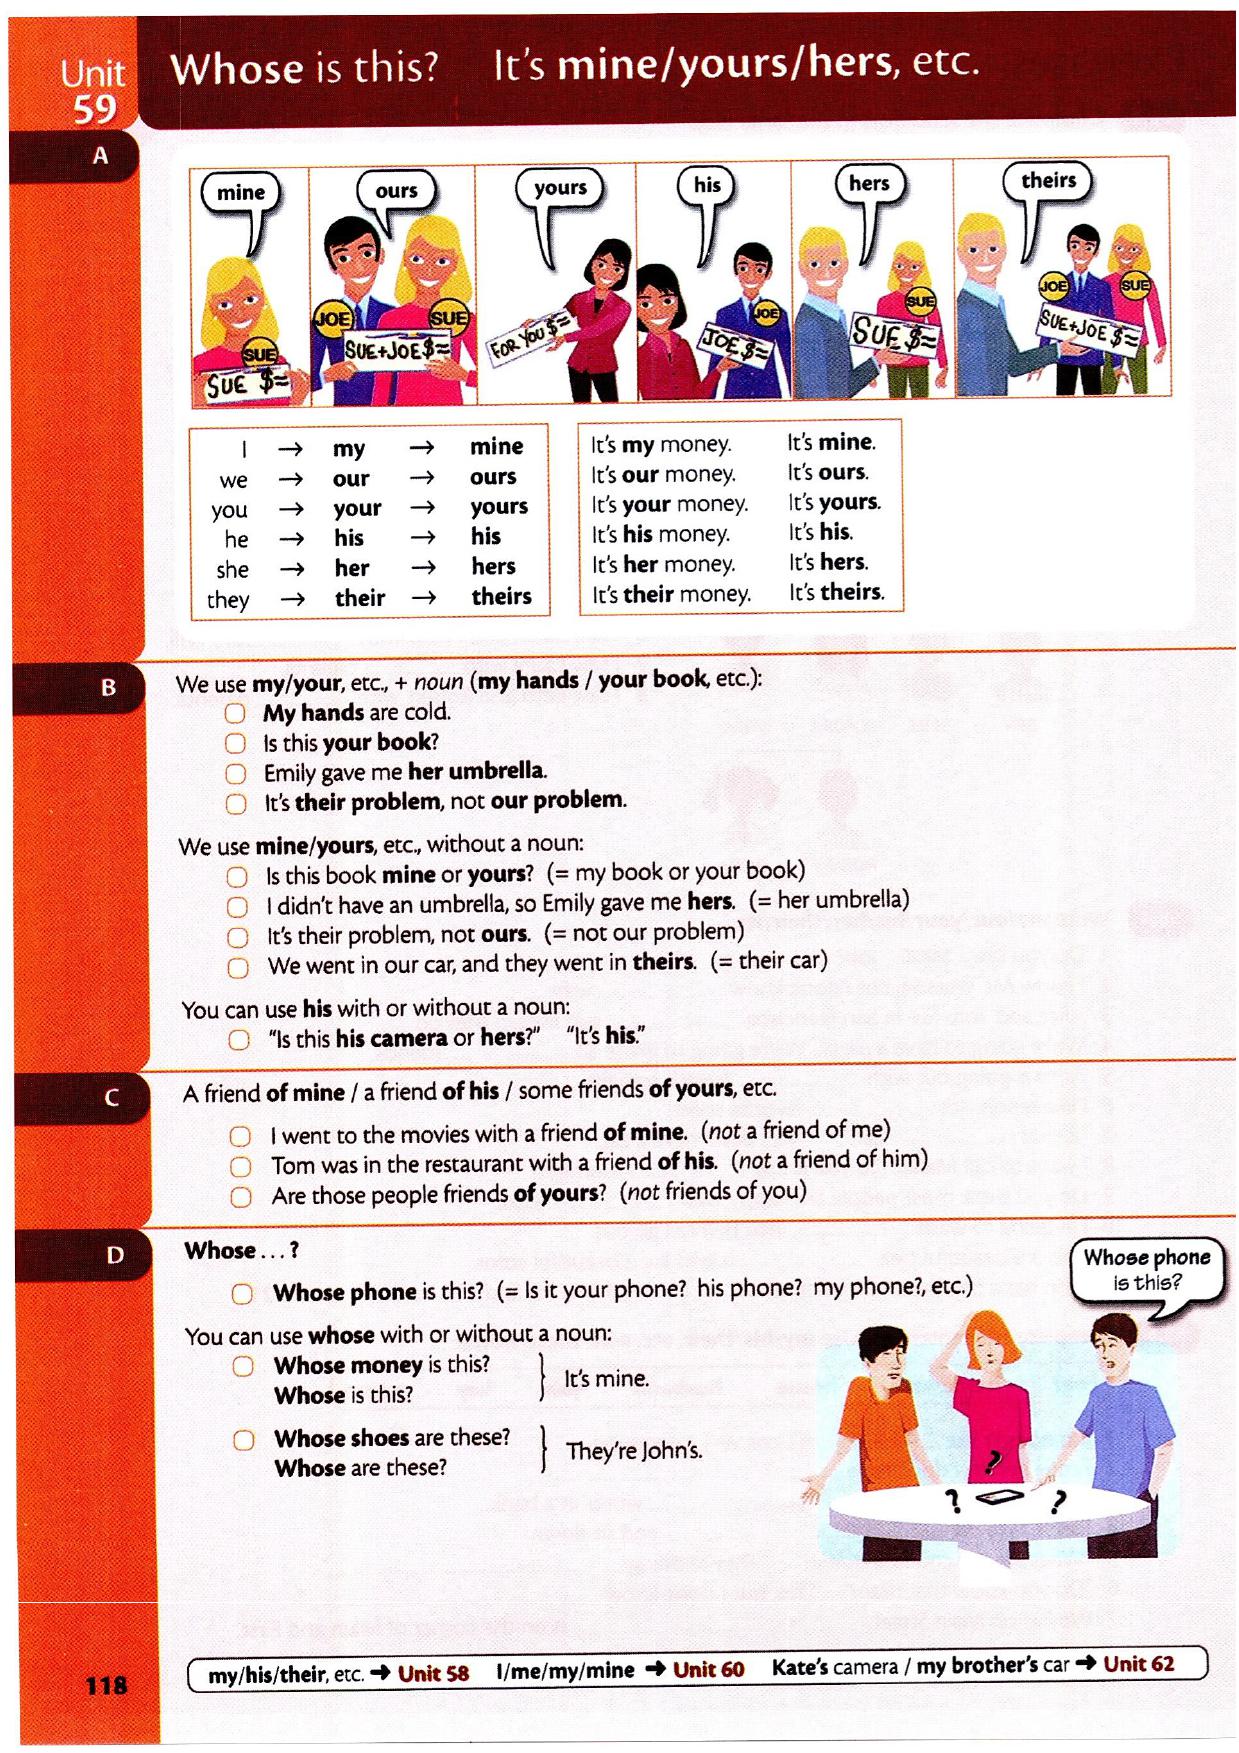 Unit
59
Whose is this? It's mine/yours/hers, etc.
A
mine
ours
yours
his
hers
theirs
SUE
SUE $=
JOE
SUE
SUE+JOE $=
FOR YOU $=
JOE
JOE $=
SUE
SUE $=
JOE
SUE
SUE+JOE $=
I → my → mine
we → our → ours
you → your → yours
he → his → his
she → her → hers
they → their → theirs
It's my money. It's mine.
It's our money. It's ours.
It's your money. It's yours.
It's his money. It's his.
It's her money. It's hers.
It's their money. It's theirs.
B
We use my/your, etc., + noun (my hands / your book, etc.):
My hands are cold.
Is this your book?
Emily gave me her umbrella.
It's their problem, not our problem.
We use mine/yours, etc., without a noun:
Is this book mine or yours? (= my book or your book)
I didn't have an umbrella, so Emily gave me hers. (= her umbrella)
It's their problem, not ours. (= not our problem)
We went in our car, and they went in theirs. (= their car)
You can use his with or without a noun:
"Is this his camera or hers?" "It's his."
C
A friend of mine / a friend of his / some friends of yours, etc.
I went to the movies with a friend of mine. (not a friend of me)
Tom was in the restaurant with a friend of his. (not a friend of him)
Are those people friends of yours? (not friends of you)
D
Whose . . . ?
Whose phone is this? (= Is it your phone? his phone? my phone?, etc.)
You can use whose with or without a noun:
Whose money is this?
Whose is this?
It's mine.
Whose shoes are these?
Whose are these?
They're John's.
Whose phone
is this?
?
? ?
118
my/his/their, etc. → Unit 58 I/me/my/mine → Unit 60 Kate's camera / my brother's car → Unit 62